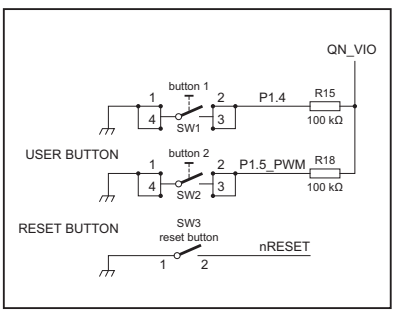 QN_VIO
button 1
1 2 P1.4 R15
4 3 100 kΩ
SW1
USER BUTTON
button 2
1 2 P1.5_PWM R18
4 3 100 kΩ
SW2
RESET BUTTON
SW3
reset button
nRESET
1 2